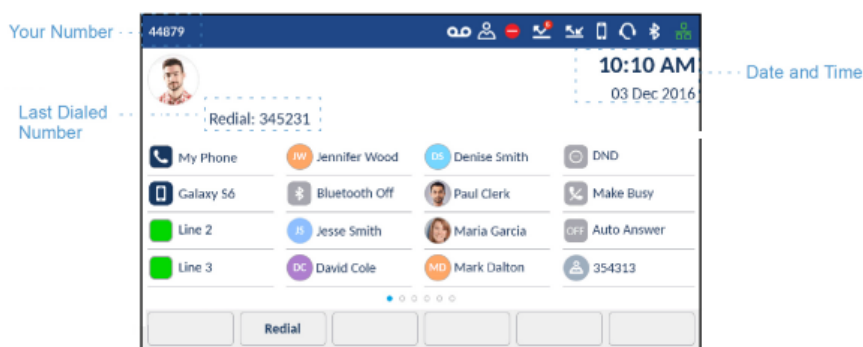 Your Number
44879
10:10 AM
03 Dec 2016
Date and Time
Last Dialed
Number
Redial: 345231
My Phone
JW Jennifer Wood
DS Denise Smith
DND
Galaxy S6
Bluetooth Off
Paul Clerk
Make Busy
Line 2
JS Jesse Smith
Maria Garcia
OFF Auto Answer
Line 3
DC David Cole
MD Mark Dalton
354313
Redial